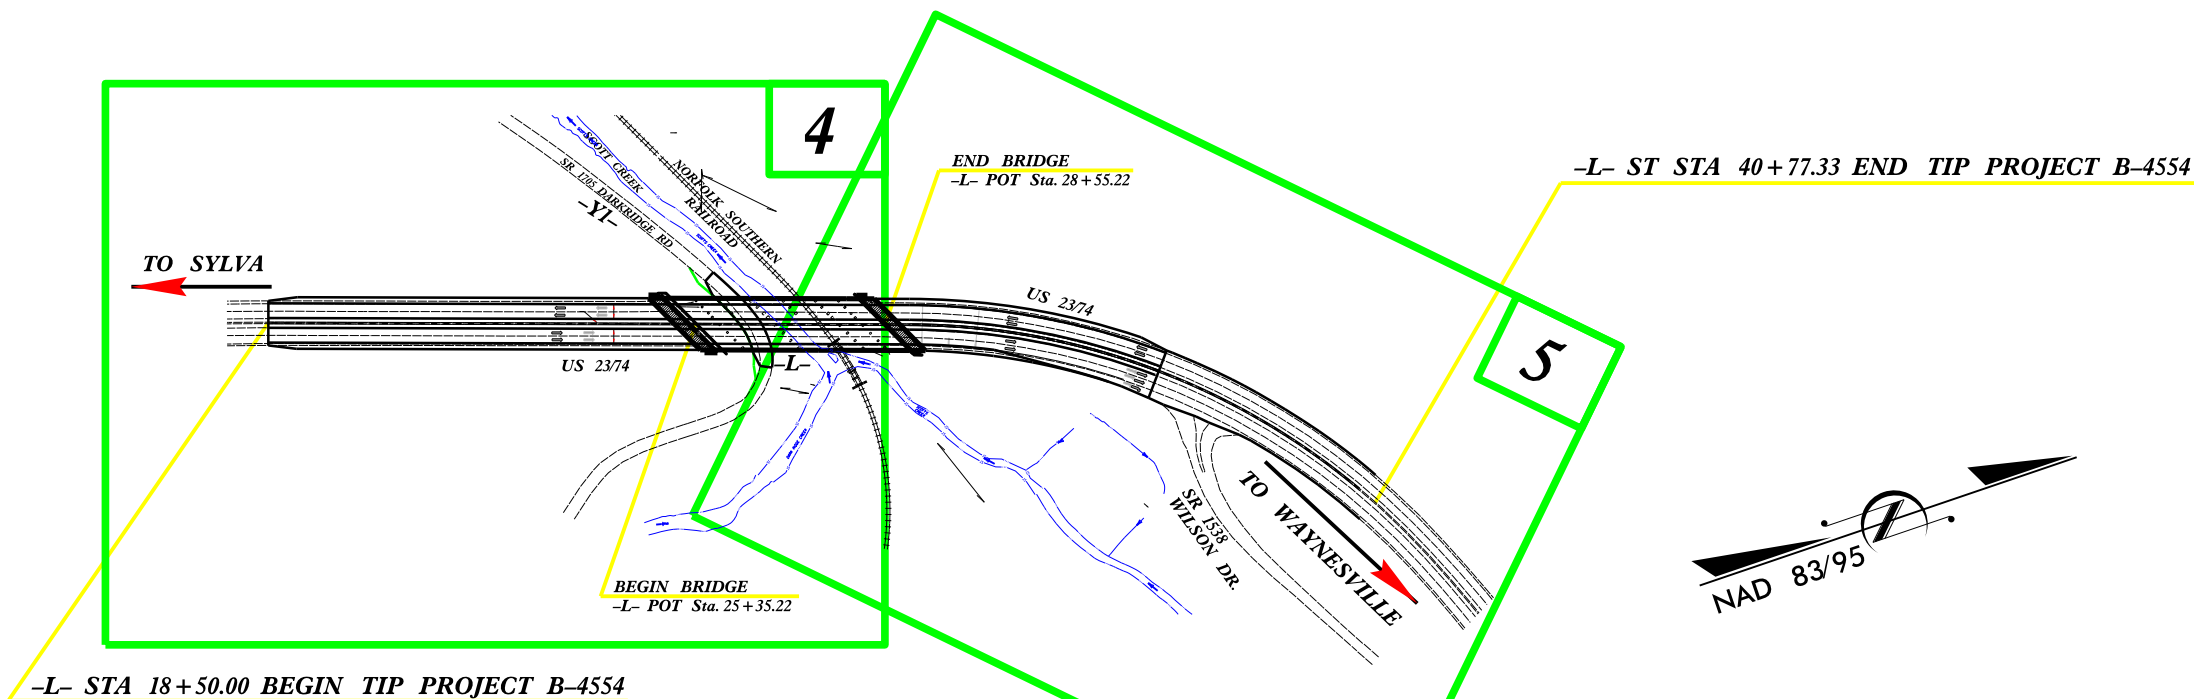 4
END BRIDGE
–L– POT Sta. 28+55.22
–L– ST STA 40+77.33 END TIP PROJECT B–4554
SCOTT CREEK
NORFOLK SOUTHERN
RAILROAD
SR 1705 DARKRIDGE RD
–Y1–
TO SYLVA
US 23/74
US 23/74
–L–
5
TO WAYNESVILLE
SR 1538
WILSON DR.
NAD 83/95
BEGIN BRIDGE
–L– POT Sta. 25+35.22
–L– STA 18+50.00 BEGIN TIP PROJECT B–4554